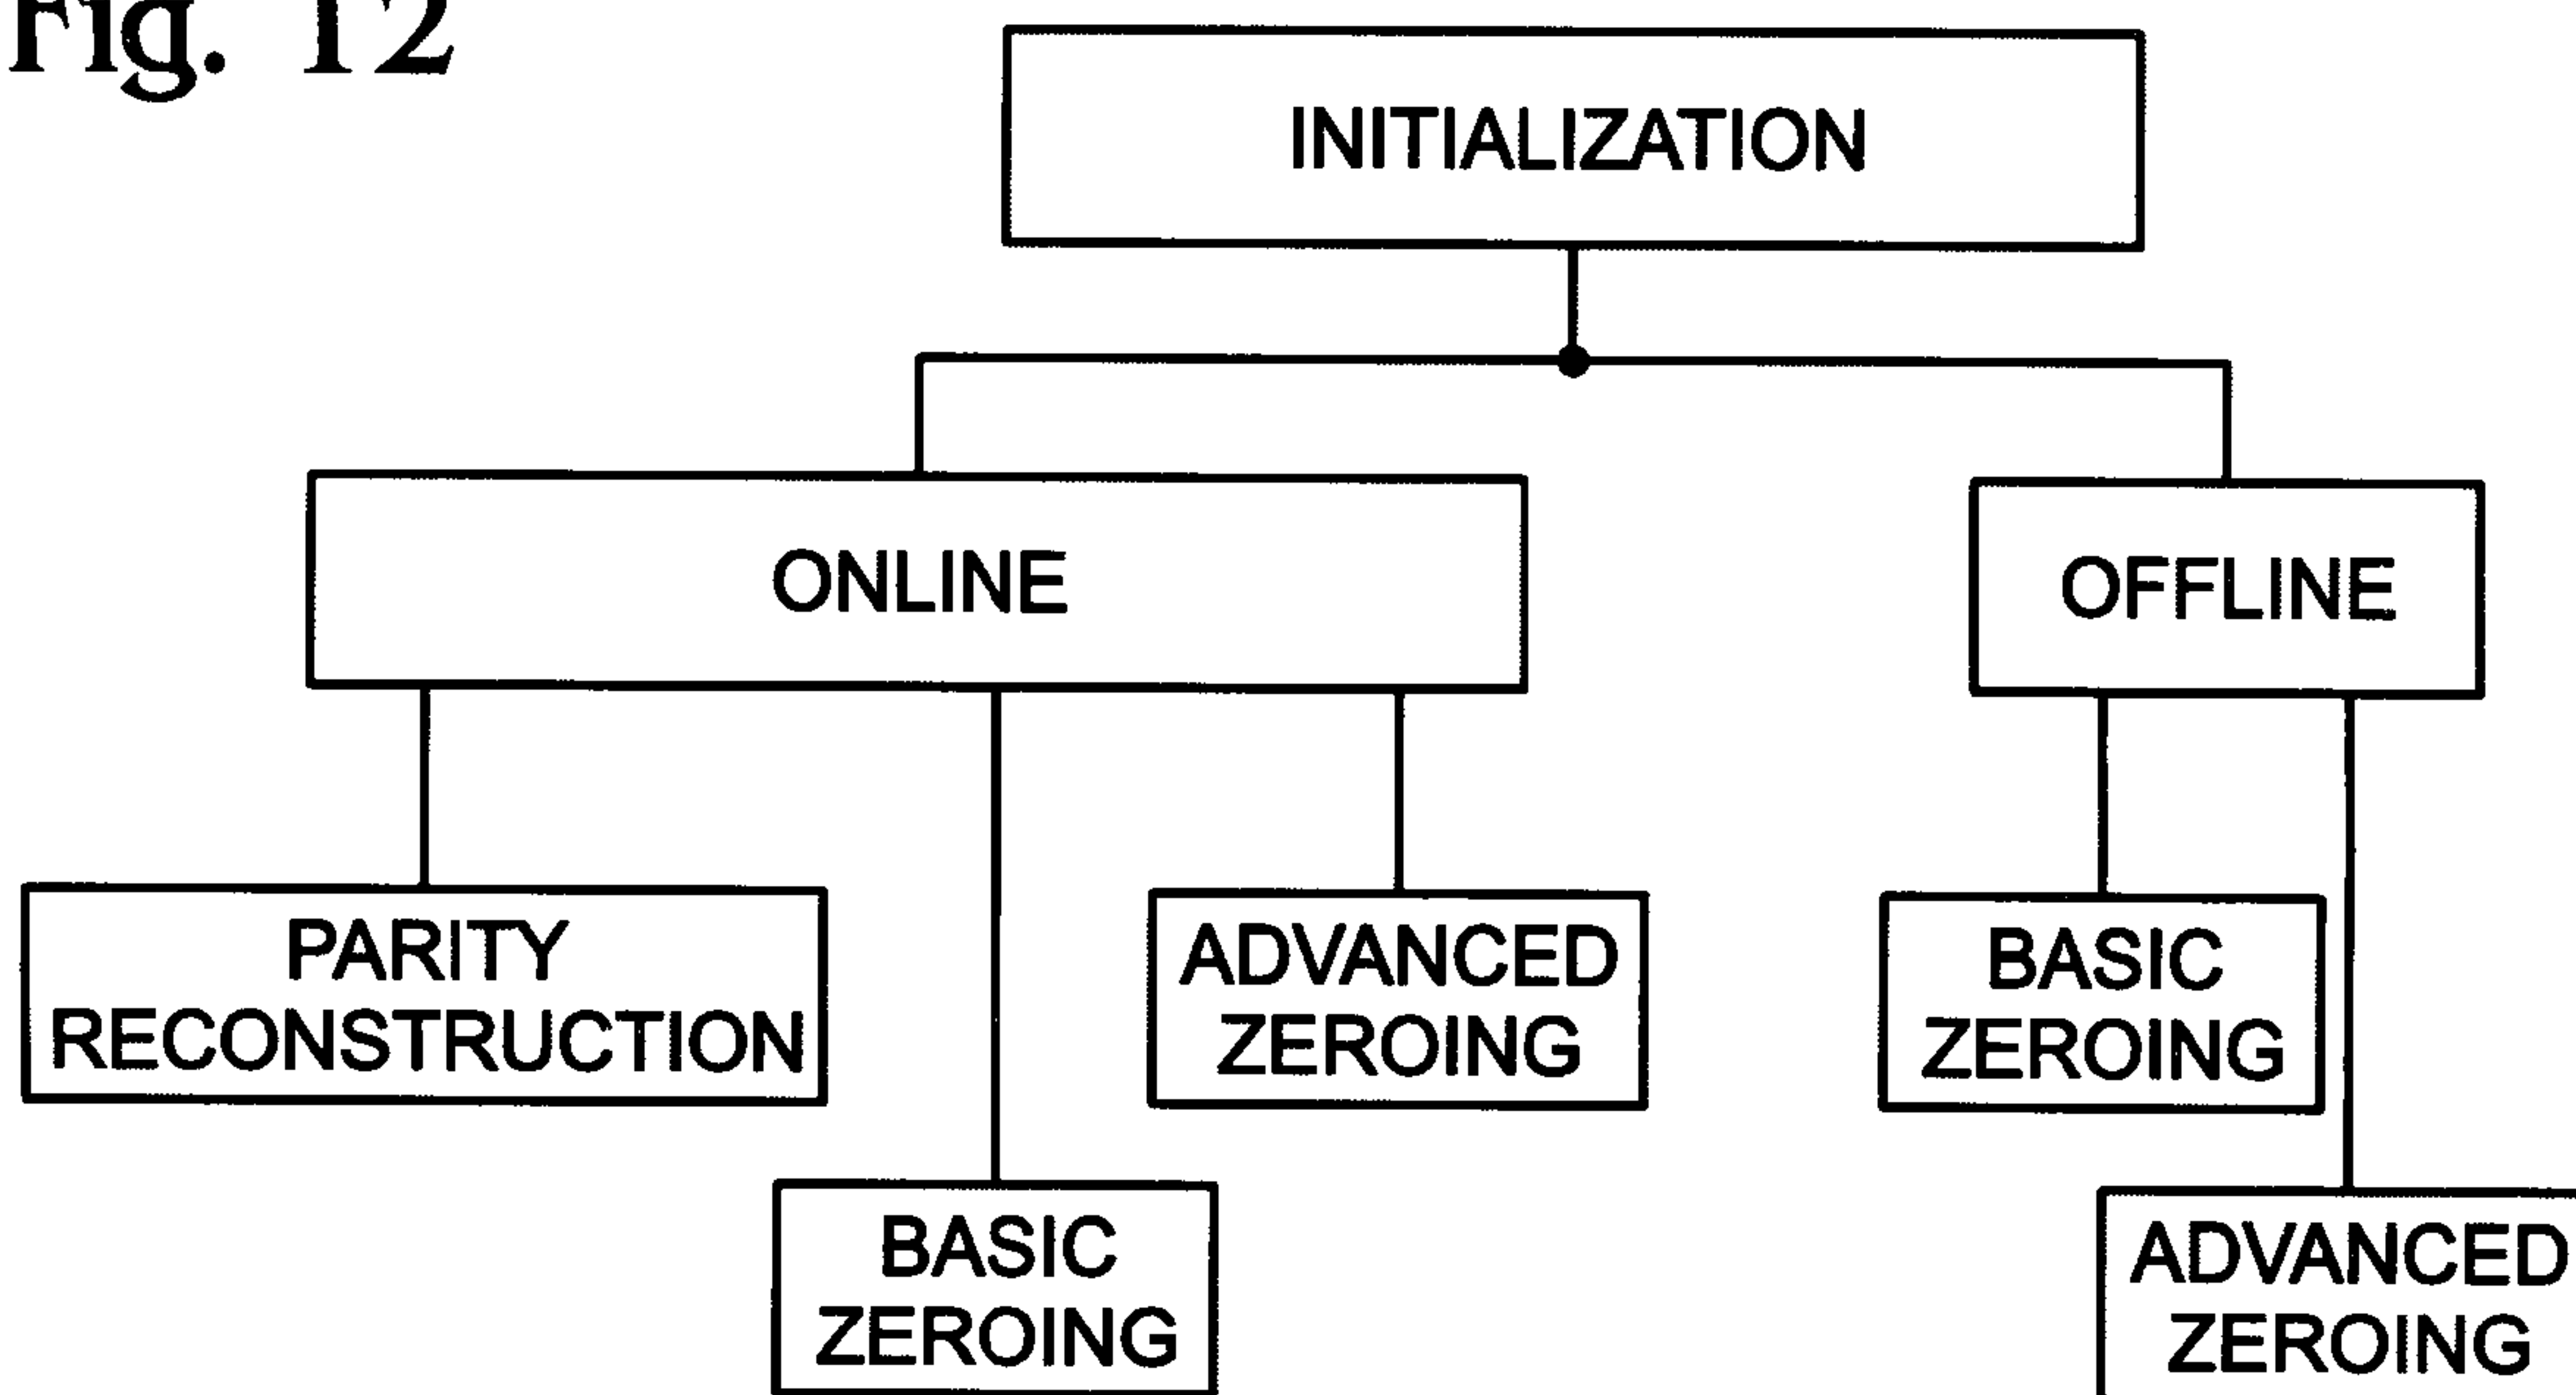 Fig. 12
INITIALIZATION
ONLINE
OFFLINE
PARITY
RECONSTRUCTION
ADVANCED
ZEROING
BASIC
ZEROING
BASIC
ZEROING
ADVANCED
ZEROING